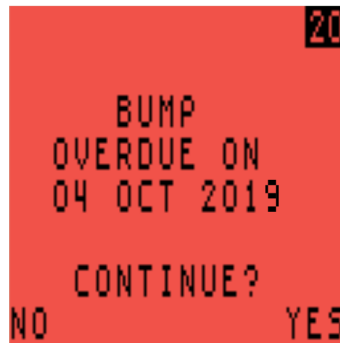 20
BUMP
OVERDUE ON
04 OCT 2019
CONTINUE?
NO YES